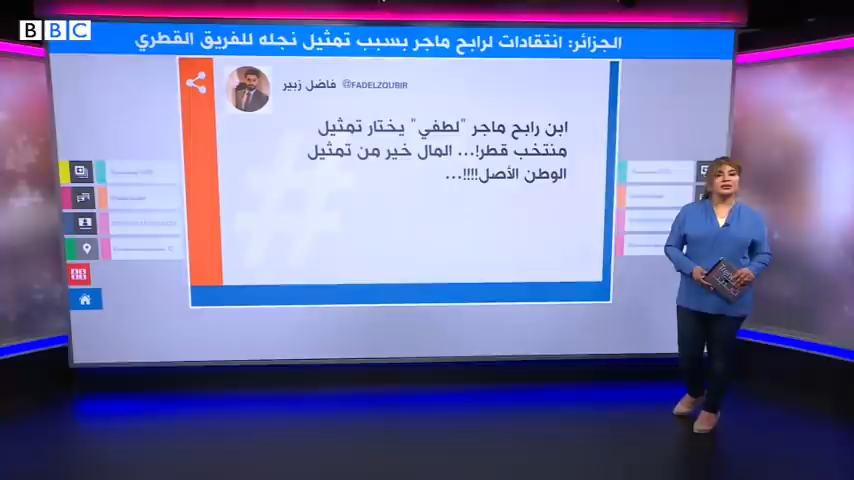 BBC
الجزائر: انتقادات لرابح ماجر بسبب تمثيل نجله للفريق القطري
فاضل زبير @FADELZOUBIR
ابن رابح ماجر "لطفي" يختار تمثيل
منتخب قطر!... المال خير من تمثيل
الوطن الأصل!!!!...